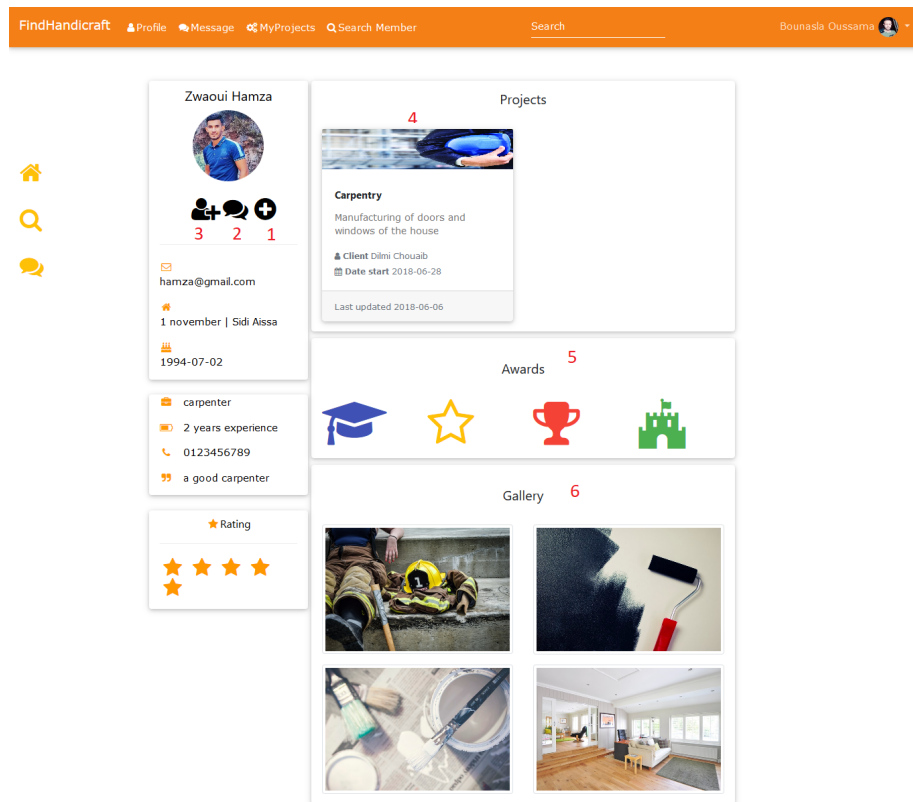 FindHandicraft Profile Message MyProjects Search Member Search Bounasla Oussama
Zwaoui Hamza
3 2 1
hamza@gmail.com
1 november | Sidi Aissa
1994-07-02
carpenter
2 years experience
0123456789
a good carpenter
Rating
Projects
4
Carpentry
Manufacturing of doors and
windows of the house
Client Dilmi Chouaib
Date start 2018-06-28
Last updated 2018-06-06
Awards 5
Gallery 6
1